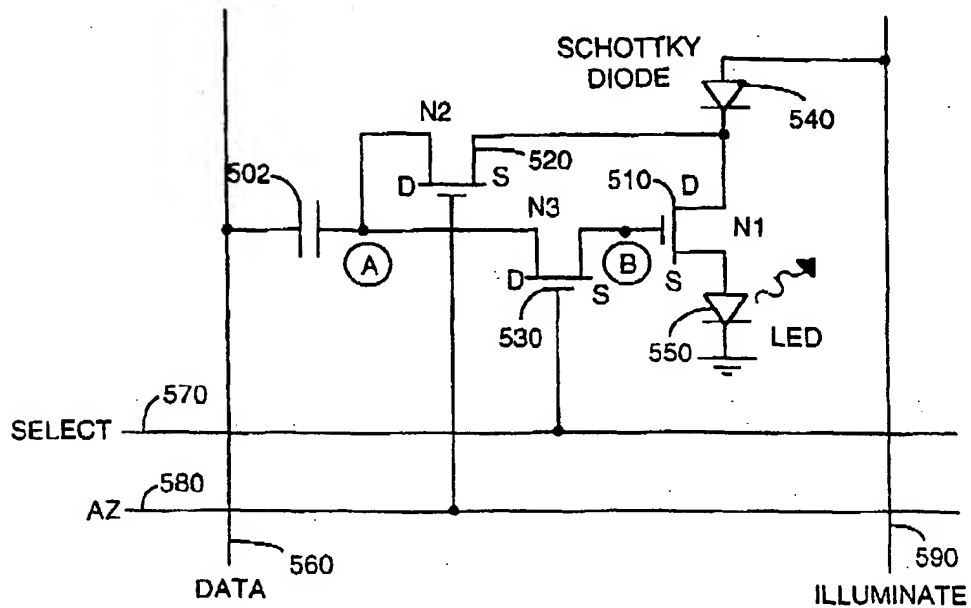 SCHOTTKY
DIODE
540
N2
520
502
D
S
510
D
N3
N1
A
B
D
S
S
530
550
LED
570
SELECT
580
AZ
560
590
DATA
ILLUMINATE